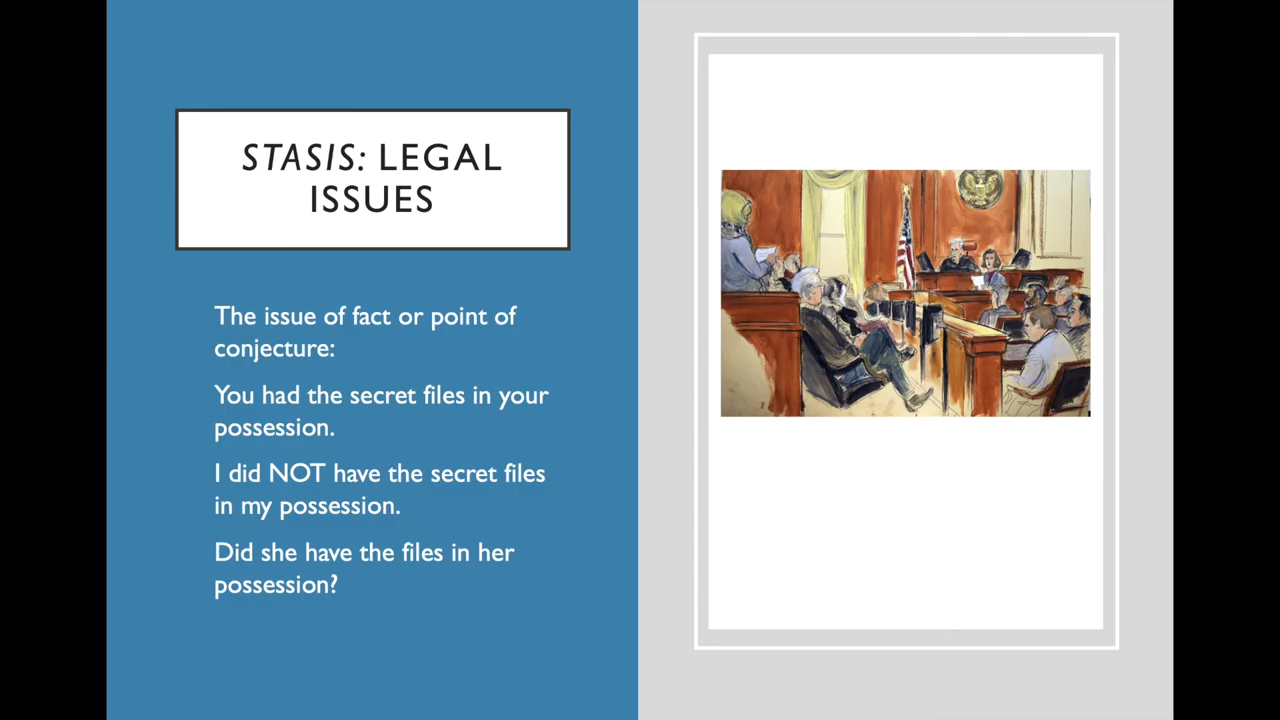 STASIS: LEGAL
ISSUES
The issue of fact or point of
conjecture:
You had the secret files in your
possession.
I did NOT have the secret files
in my possession.
Did she have the files in her
possession?